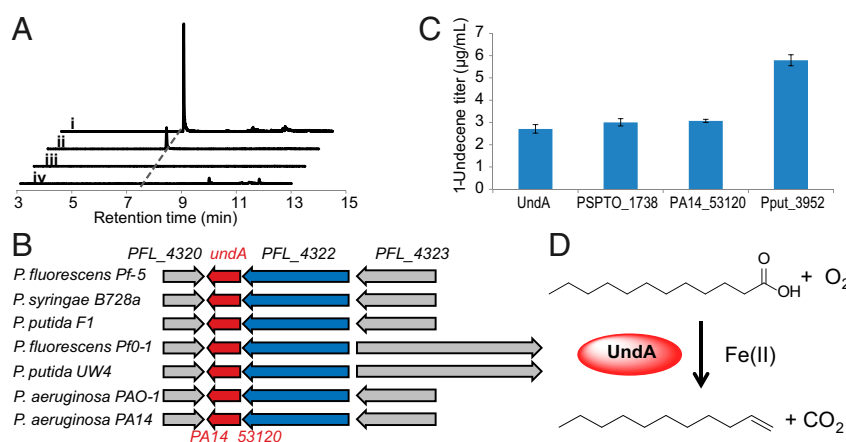 A
i
ii
iii
iv
3 5 7 9 11 13 15
Retention time (min)
B
PFL_4320 undA PFL_4322 PFL_4323
P. fluorescens Pf-5
P. syringae B728a
P. putida F1
P. fluorescens Pf0-1
P. putida UW4
P. aeruginosa PAO-1
P. aeruginosa PA14
PA14_53120
C
1-Undecene titer (µg/mL)
7
6
5
4
3
2
1
0
UndA PSPTO_1738 PA14_53120 Pput_3952
D
O
OH + O2
UndA Fe(II)
+ CO2